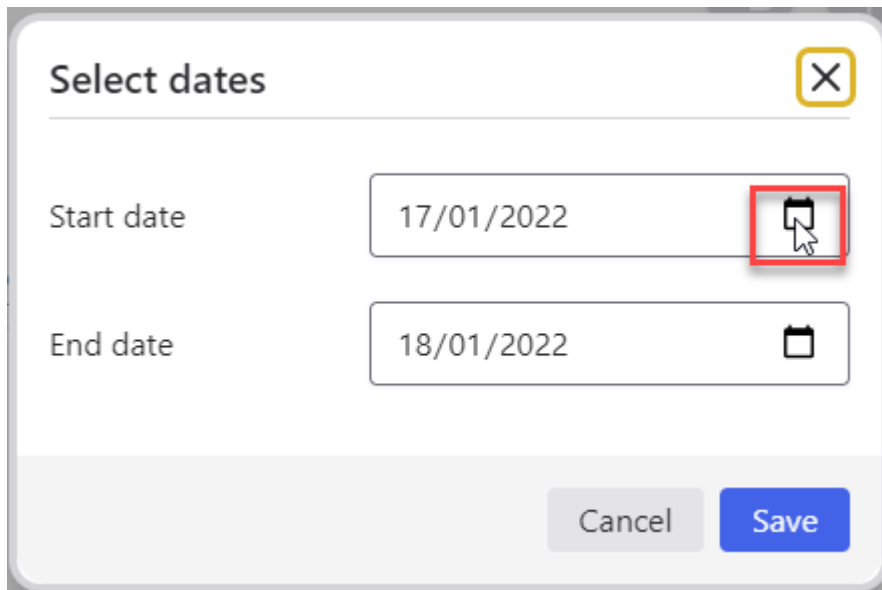 Select dates
Start date 17/01/2022
End date 18/01/2022
Cancel Save